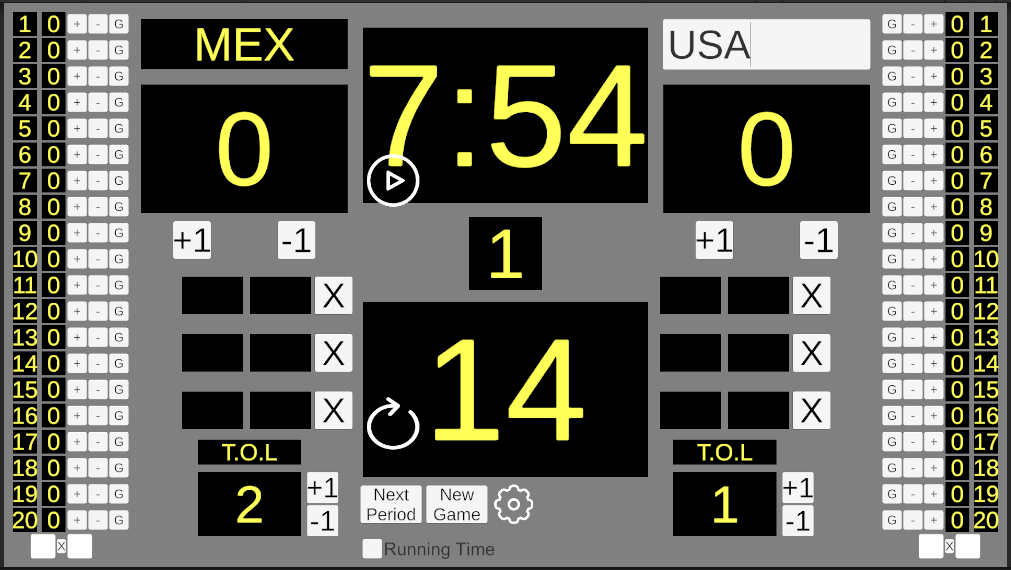 1 0 + - G
2 0 + - G
3 0 + - G
4 0 + - G
5 0 + - G
6 0 + - G
7 0 + - G
8 0 + - G
9 0 + - G
10 0 + - G
11 0 + - G
12 0 + - G
13 0 + - G
14 0 + - G
15 0 + - G
16 0 + - G
17 0 + - G
18 0 + - G
19 0 + - G
20 0 + - G
X
MEX
0
+1 -1
X
X
X
T.O.L
2
+1
-1
7:54
1
14
Next
Period
New
Game
Running Time
USA
0
+1 -1
X
X
X
T.O.L
1
+1
-1
G - + 0 1
G - + 0 2
G - + 0 3
G - + 0 4
G - + 0 5
G - + 0 6
G - + 0 7
G - + 0 8
G - + 0 9
G - + 0 10
G - + 0 11
G - + 0 12
G - + 0 13
G - + 0 14
G - + 0 15
G - + 0 16
G - + 0 17
G - + 0 18
G - + 0 19
G - + 0 20
X